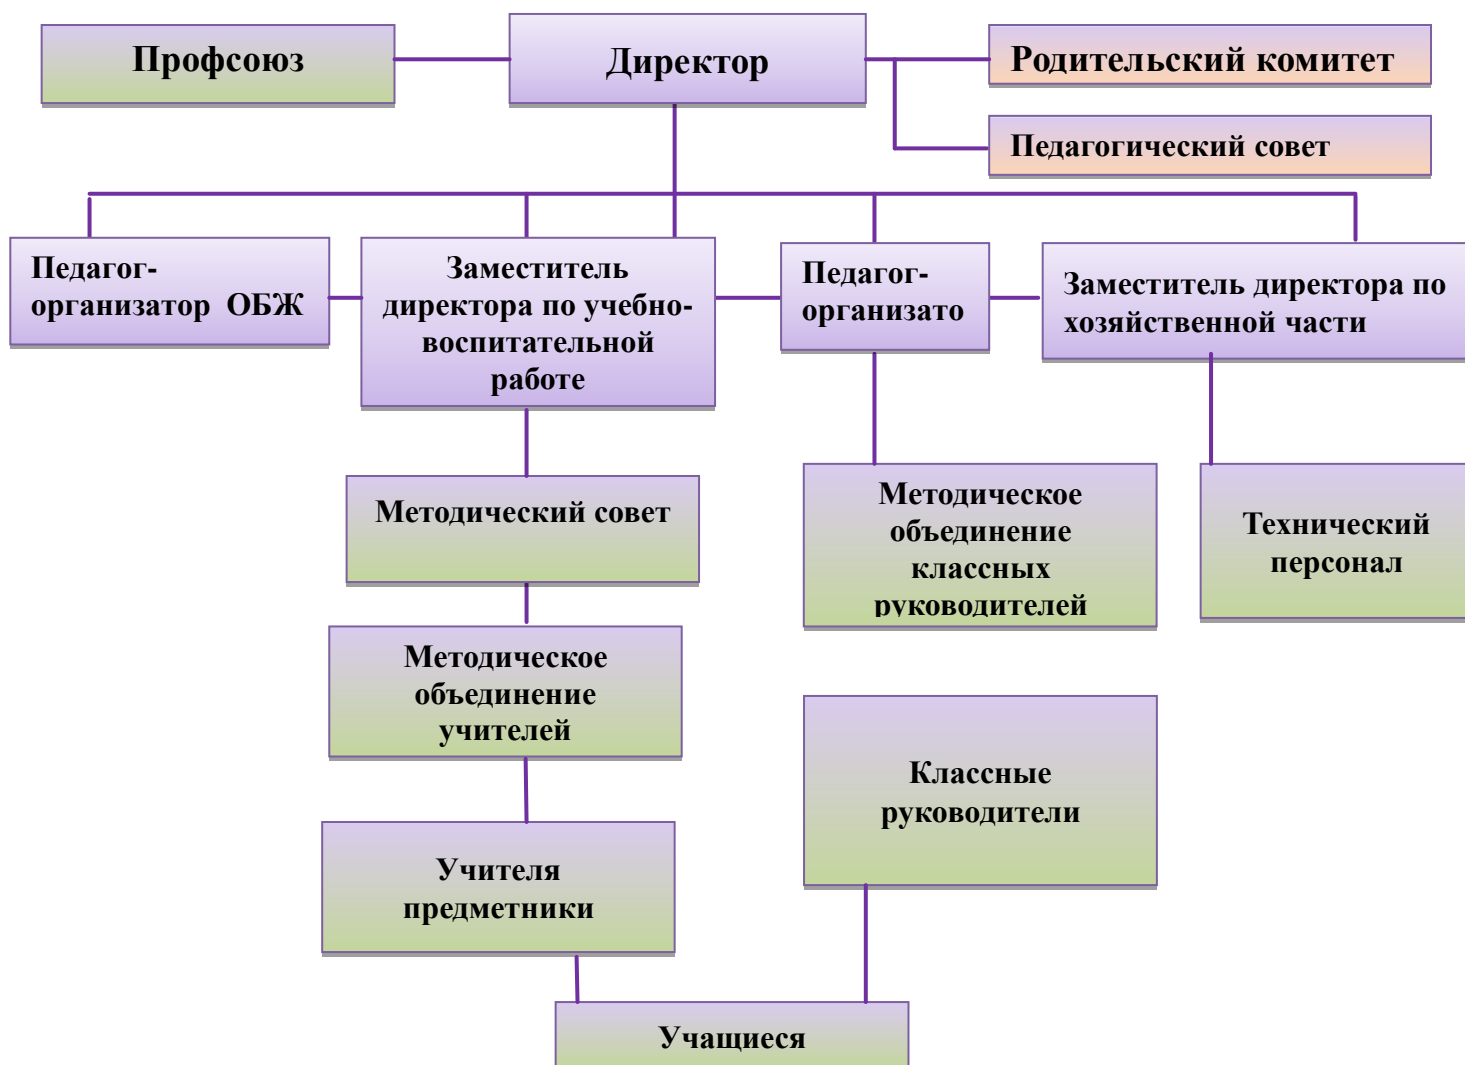 Профсоюз
Директор
Родительский комитет
Педагогический совет
Педагог-
организатор ОБЖ
Заместитель
директора по учебно-
воспитательной
работе
Педагог-
организато
Заместитель директора по
хозяйственной части
Методический совет
Методическое
объединение
классных
руководителей
Технический
персонал
Методическое
объединение
учителей
Классные
руководители
Учителя
предметники
Учащиеся